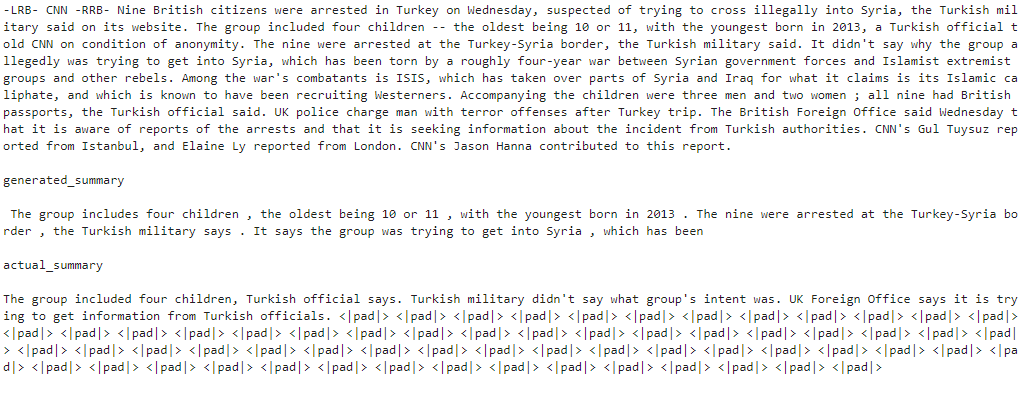 -LRB- CNN -RRB- Nine British citizens were arrested in Turkey on Wednesday, suspected of trying to cross illegally into Syria, the Turkish mil
itary said on its website. The group included four children -- the oldest being 10 or 11, with the youngest born in 2013, a Turkish official t
old CNN on condition of anonymity. The nine were arrested at the Turkey-Syria border, the Turkish military said. It didn't say why the group a
llegedly was trying to get into Syria, which has been torn by a roughly four-year war between Syrian government forces and Islamist extremist
groups and other rebels. Among the war's combatants is ISIS, which has taken over parts of Syria and Iraq for what it claims is its Islamic ca
liphate, and which is known to have been recruiting Westerners. Accompanying the children were three men and two women ; all nine had British
passports, the Turkish official said. UK police charge man with terror offenses after Turkey trip. The British Foreign Office said Wednesday t
hat it is aware of reports of the arrests and that it is seeking information about the incident from Turkish authorities. CNN's Gul Tuysuz rep
orted from Istanbul, and Elaine Ly reported from London. CNN's Jason Hanna contributed to this report.
generated_summary
The group includes four children , the oldest being 10 or 11 , with the youngest born in 2013 . The nine were arrested at the Turkey-Syria bo
rder , the Turkish military says . It says the group was trying to get into Syria , which has been
actual_summary
The group included four children, Turkish official says. Turkish military didn't say what group's intent was. UK Foreign Office says it is try
ing to get information from Turkish officials. <|pad|> <|pad|> <|pad|> <|pad|> <|pad|> <|pad|> <|pad|> <|pad|> <|pad|> <|pad|> <|pad|> <|pad|>
<|pad|> <|pad|> <|pad|> <|pad|> <|pad|> <|pad|> <|pad|> <|pad|> <|pad|> <|pad|> <|pad|> <|pad|> <|pad|> <|pad|> <|pad|> <|pad|> <|pad|> <|pad|
> <|pad|> <|pad|> <|pad|> <|pad|> <|pad|> <|pad|> <|pad|> <|pad|> <|pad|> <|pad|> <|pad|> <|pad|> <|pad|> <|pad|> <|pad|> <|pad|> <|pad|> <|pa
d|> <|pad|> <|pad|> <|pad|> <|pad|> <|pad|> <|pad|> <|pad|> <|pad|> <|pad|> <|pad|> <|pad|> <|pad|> <|pad|> <|pad|> <|pad|>